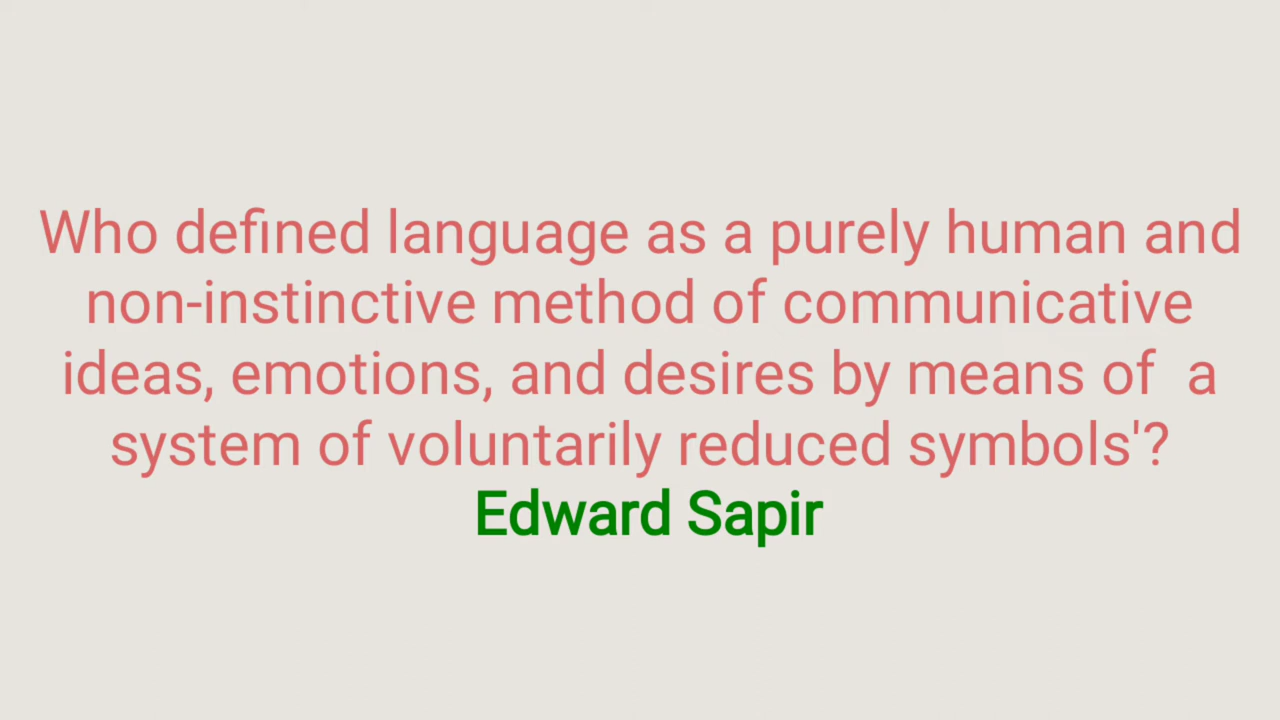 Who defined language as a purely human and
non-instinctive method of communicative
ideas, emotions, and desires by means of  a
system of voluntarily reduced symbols'?
Edward Sapir